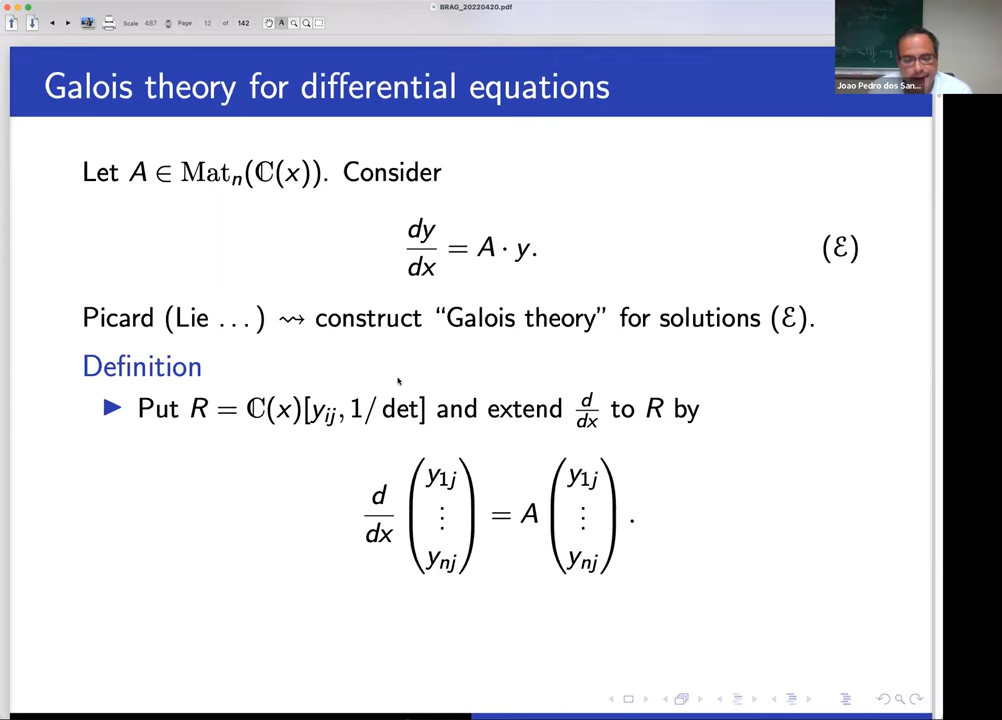 BRAG_20220420.pdf
Scale 487 Page 12 of 142
Joao Pedro dos San...
Galois theory for differential equations
Let A ∈ Mat_n(ℂ(x)). Consider
dy/dx = A · y. (ℰ)
Picard (Lie …) ⇝ construct “Galois theory” for solutions (ℰ).
Definition
▶ Put R = ℂ(x)[y_ij, 1/det] and extend d/dx to R by
d/dx (y_1j ⋮ y_nj) = A (y_1j ⋮ y_nj).